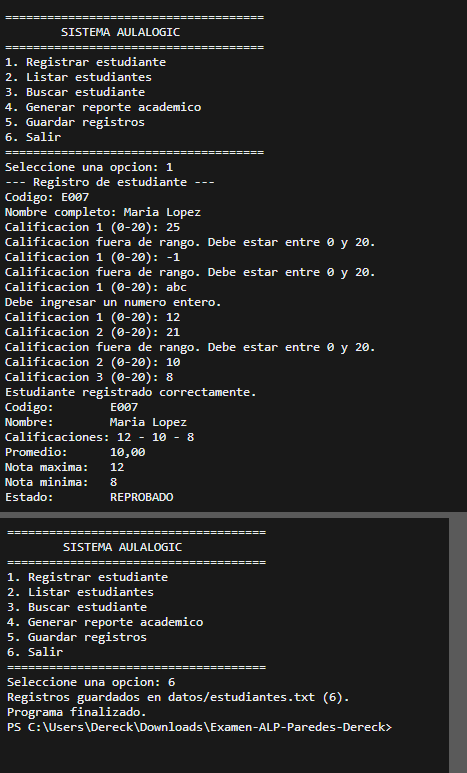 =====================================
SISTEMA AULALOGIC
=====================================
1. Registrar estudiante
2. Listar estudiantes
3. Buscar estudiante
4. Generar reporte academico
5. Guardar registros
6. Salir
=====================================
Seleccione una opcion: 1
--- Registro de estudiante ---
Codigo: E007
Nombre completo: Maria Lopez
Calificacion 1 (0-20): 25
Calificacion fuera de rango. Debe estar entre 0 y 20.
Calificacion 1 (0-20): -1
Calificacion fuera de rango. Debe estar entre 0 y 20.
Calificacion 1 (0-20): abc
Debe ingresar un numero entero.
Calificacion 1 (0-20): 12
Calificacion 2 (0-20): 21
Calificacion fuera de rango. Debe estar entre 0 y 20.
Calificacion 2 (0-20): 10
Calificacion 3 (0-20): 8
Estudiante registrado correctamente.
Codigo: E007
Nombre: Maria Lopez
Calificaciones: 12 - 10 - 8
Promedio: 10,00
Nota maxima: 12
Nota minima: 8
Estado: REPROBADO
=====================================
SISTEMA AULALOGIC
=====================================
1. Registrar estudiante
2. Listar estudiantes
3. Buscar estudiante
4. Generar reporte academico
5. Guardar registros
6. Salir
=====================================
Seleccione una opcion: 6
Registros guardados en datos/estudiantes.txt (6).
Programa finalizado.
PS C:\Users\Dereck\Downloads\Examen-ALP-Paredes-Dereck>